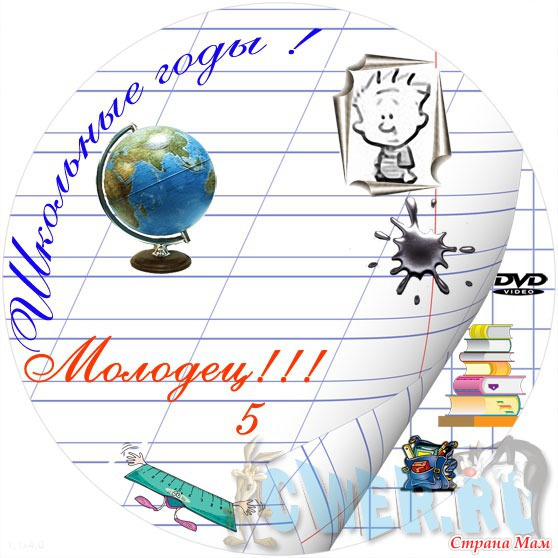 Школьные годы !
DVD
VIDEO
Молодец!!!
5
CWER.RU
Страна Мам